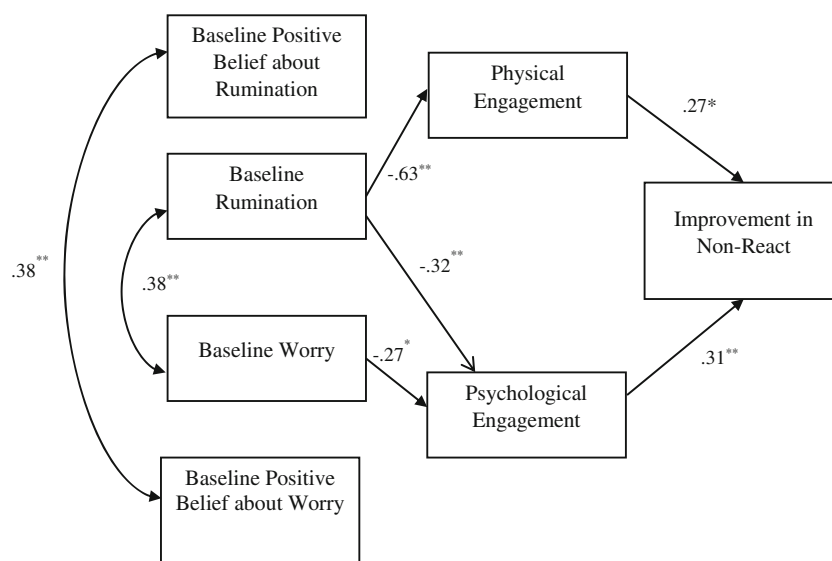 Baseline Positive
Belief about
Rumination
Physical
Engagement
.27*
Baseline
Rumination
-.63**
Improvement in
Non-React
.38**
.38**
-.32**
Baseline Worry
-.27*
.31**
Psychological
Engagement
Baseline Positive
Belief about Worry